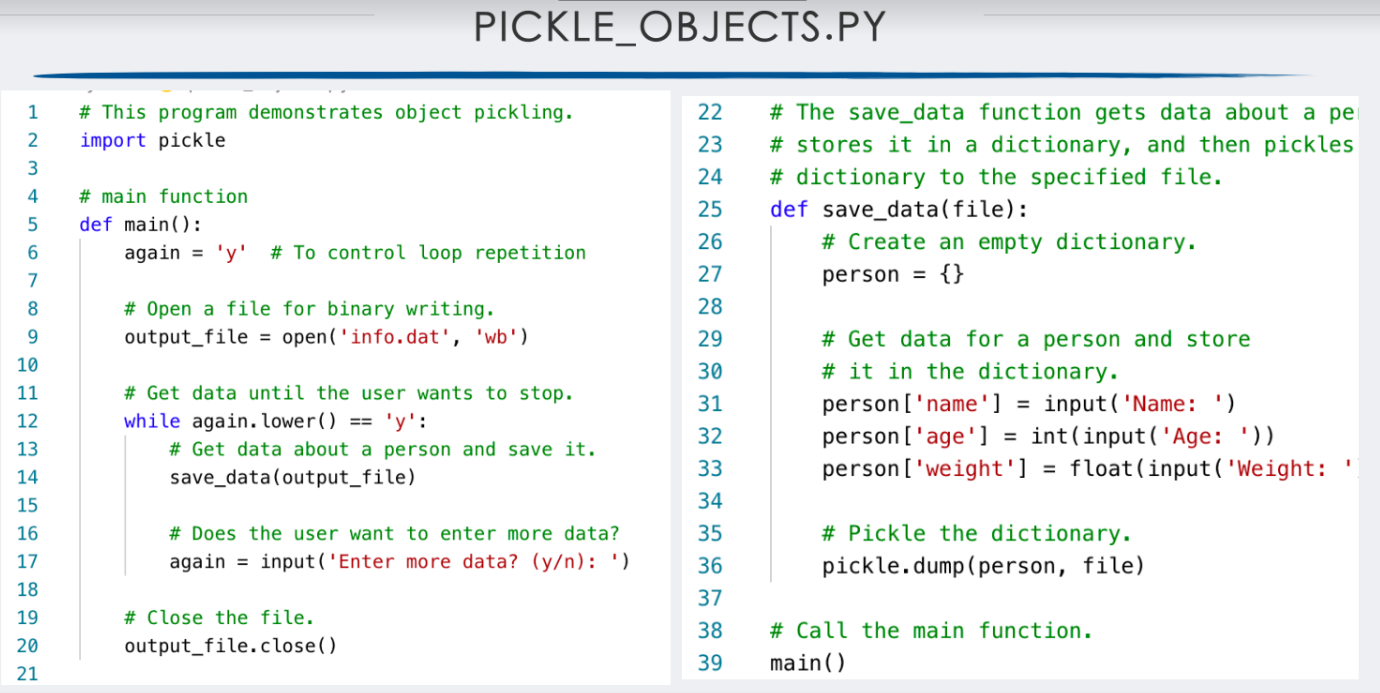 PICKLE_OBJECTS.PY
1 # This program demonstrates object pickling.
2 import pickle
3
4 # main function
5 def main():
6     again = 'y'  # To control loop repetition
7
8     # Open a file for binary writing.
9     output_file = open('info.dat', 'wb')
10
11     # Get data until the user wants to stop.
12     while again.lower() == 'y':
13         # Get data about a person and save it.
14         save_data(output_file)
15
16         # Does the user want to enter more data?
17         again = input('Enter more data? (y/n): ')
18
19     # Close the file.
20     output_file.close()
21
22 # The save_data function gets data about a
23 # stores it in a dictionary, and then pickles
24 # dictionary to the specified file.
25 def save_data(file):
26     # Create an empty dictionary.
27     person = {}
28
29     # Get data for a person and store
30     # it in the dictionary.
31     person['name'] = input('Name: ')
32     person['age'] = int(input('Age: '))
33     person['weight'] = float(input('Weight: '
34
35     # Pickle the dictionary.
36     pickle.dump(person, file)
37
38 # Call the main function.
39 main()